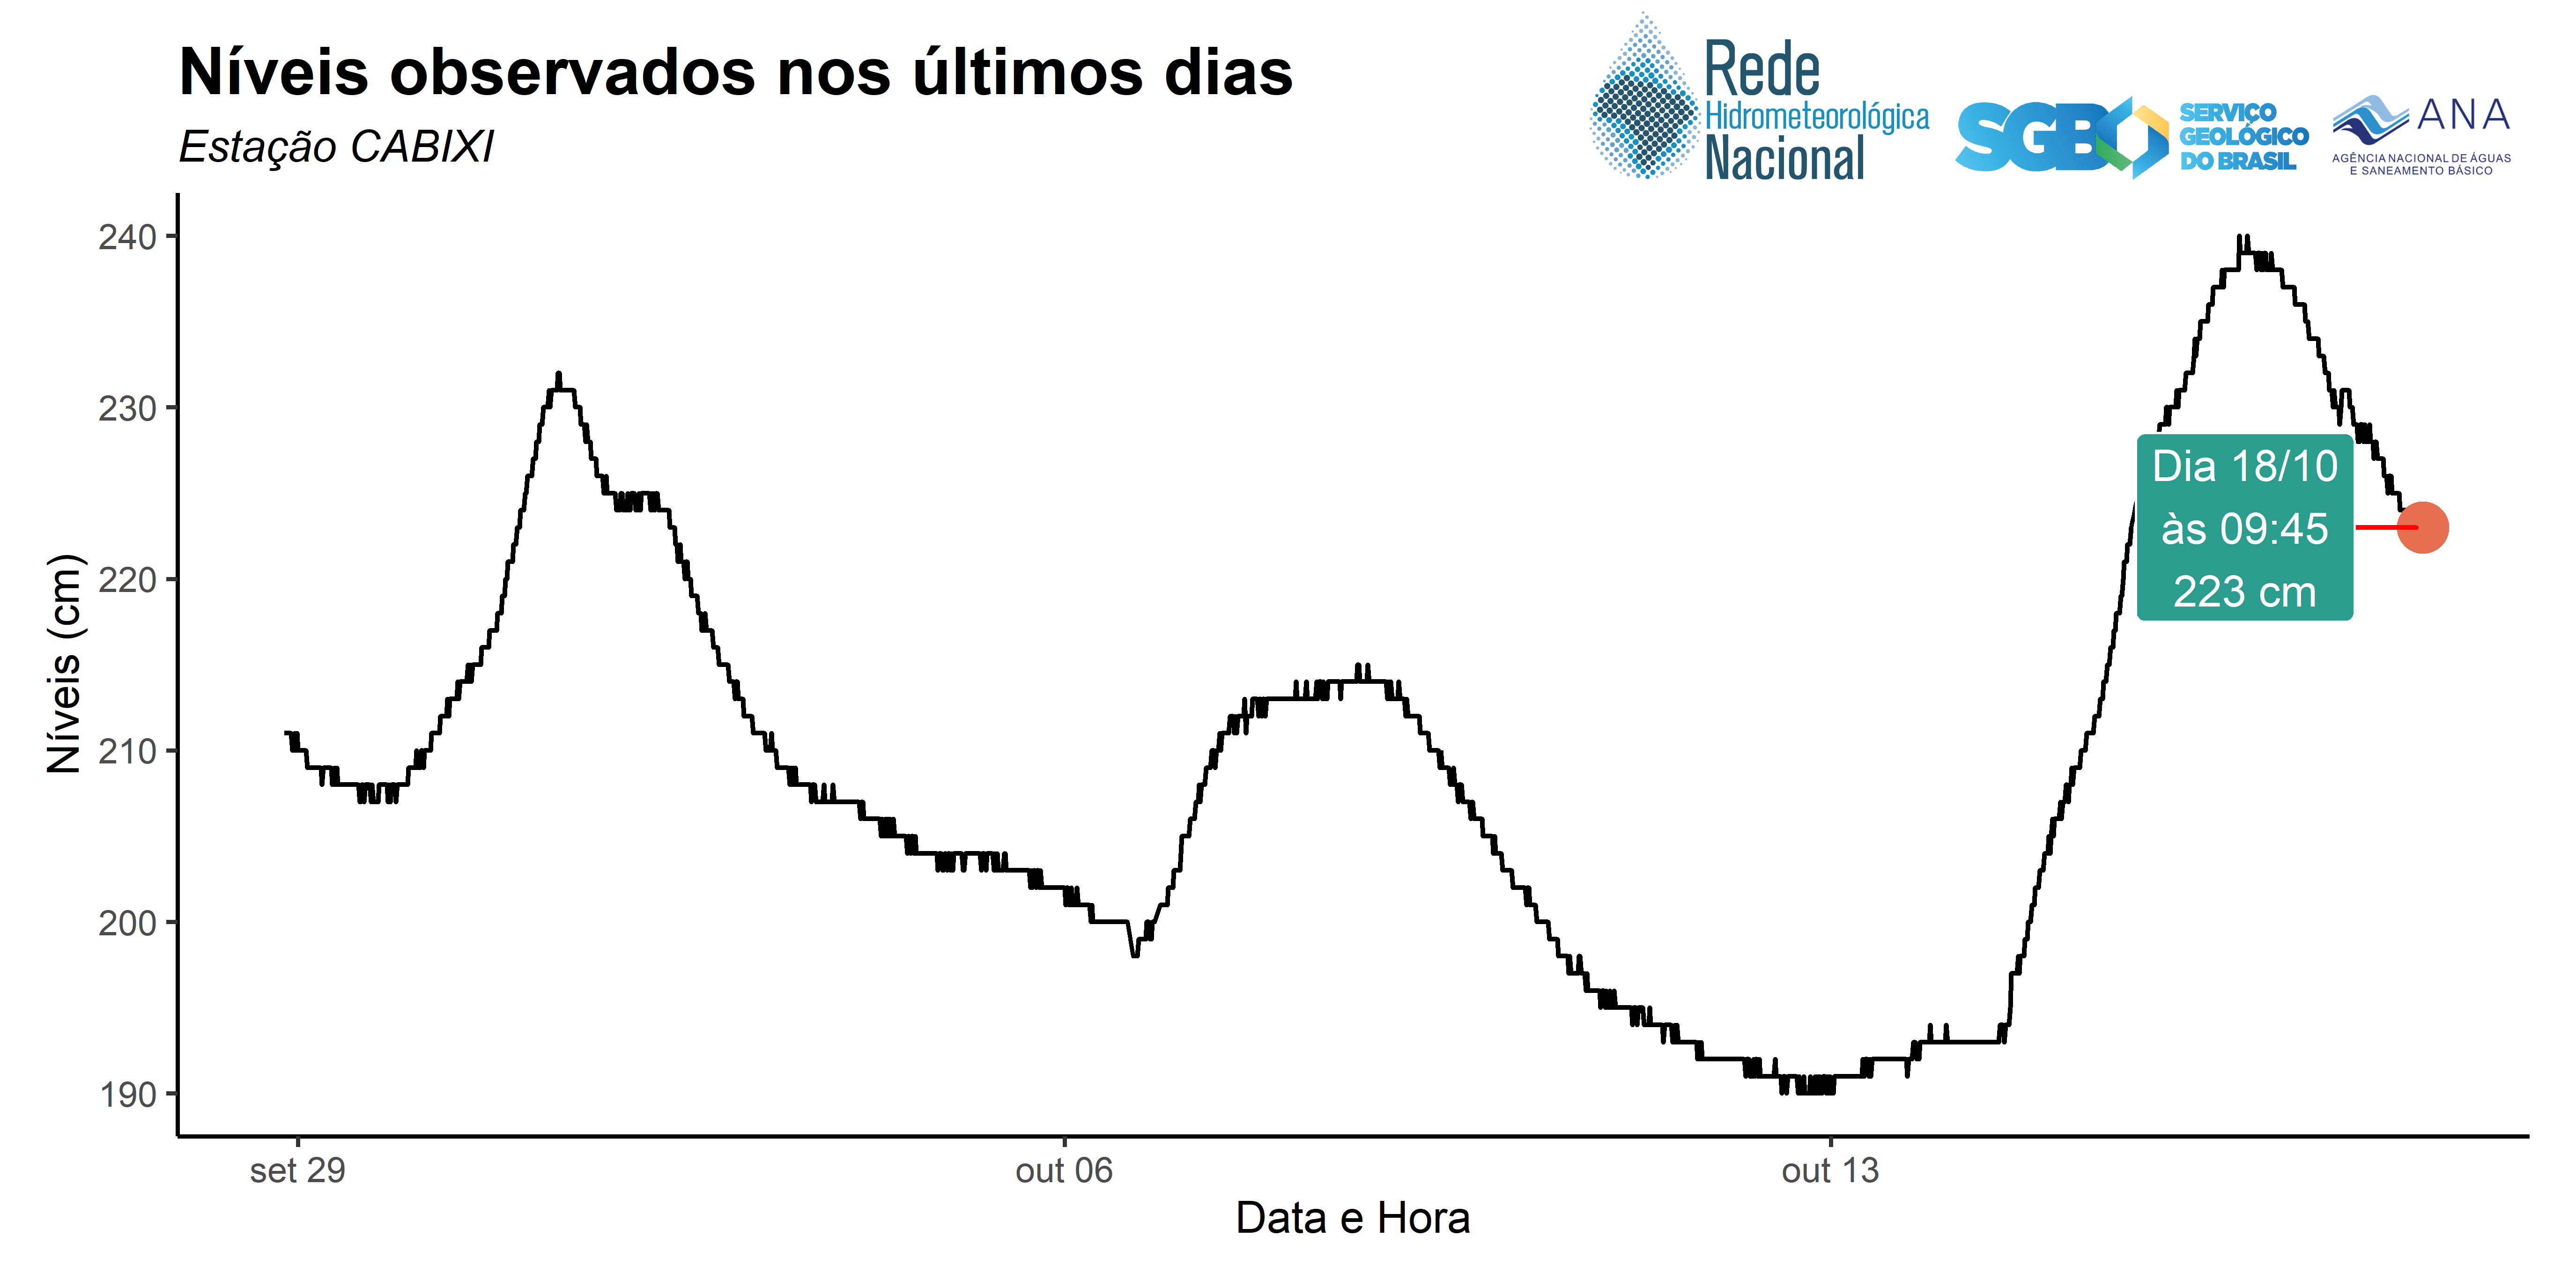 Níveis observados nos últimos dias
Estação CABIXI
Rede
Hidrometeorológica
Nacional
SGB
SERVIÇO
GEOLÓGICO
DO BRASIL
ANA
AGÊNCIA NACIONAL DE ÁGUAS
E SANEAMENTO BÁSICO
Níveis (cm)
240
230
220
210
200
190
Dia 18/10
às 09:45
223 cm
set 29
out 06
out 13
Data e Hora